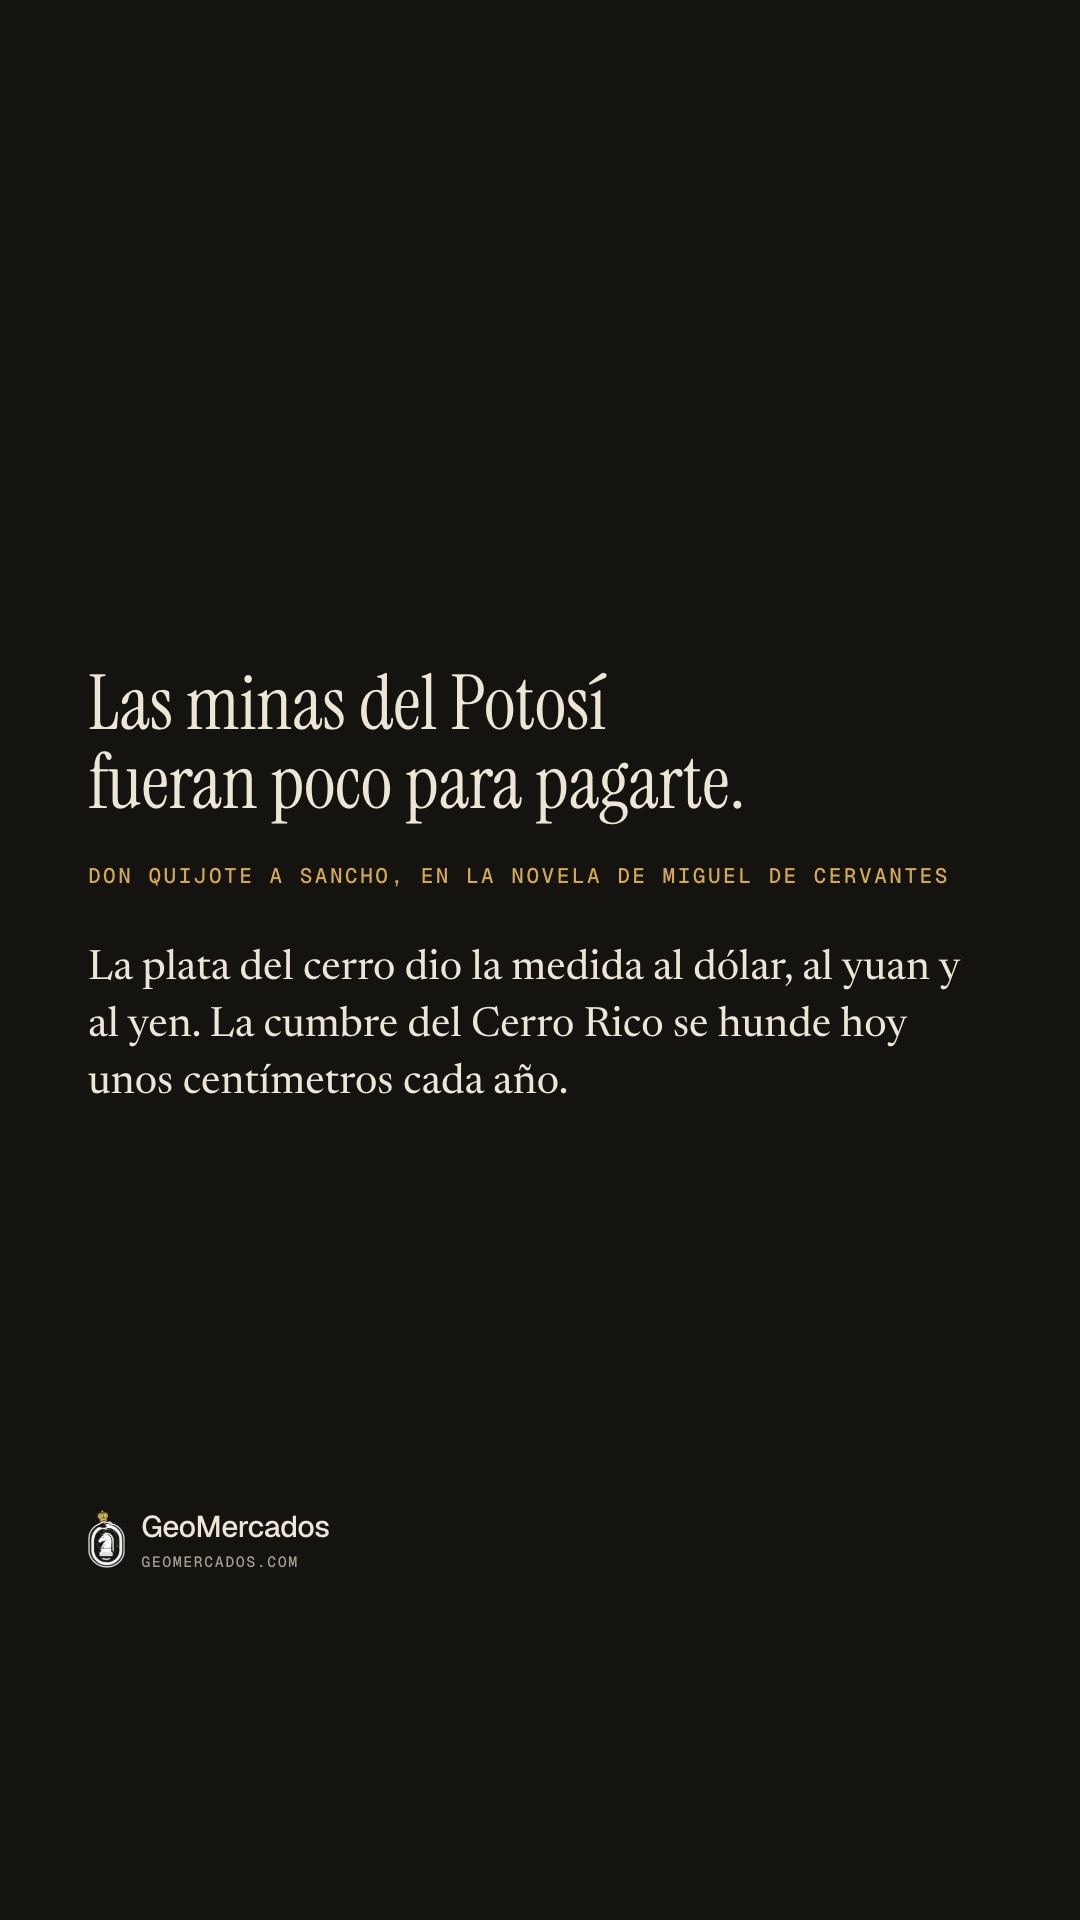 Las minas del Potosí
fueran poco para pagarte.
DON QUIJOTE A SANCHO, EN LA NOVELA DE MIGUEL DE CERVANTES
La plata del cerro dio la medida al dólar, al yuan y
al yen. La cumbre del Cerro Rico se hunde hoy
unos centímetros cada año.
GeoMercados
GEOMERCADOS.COM